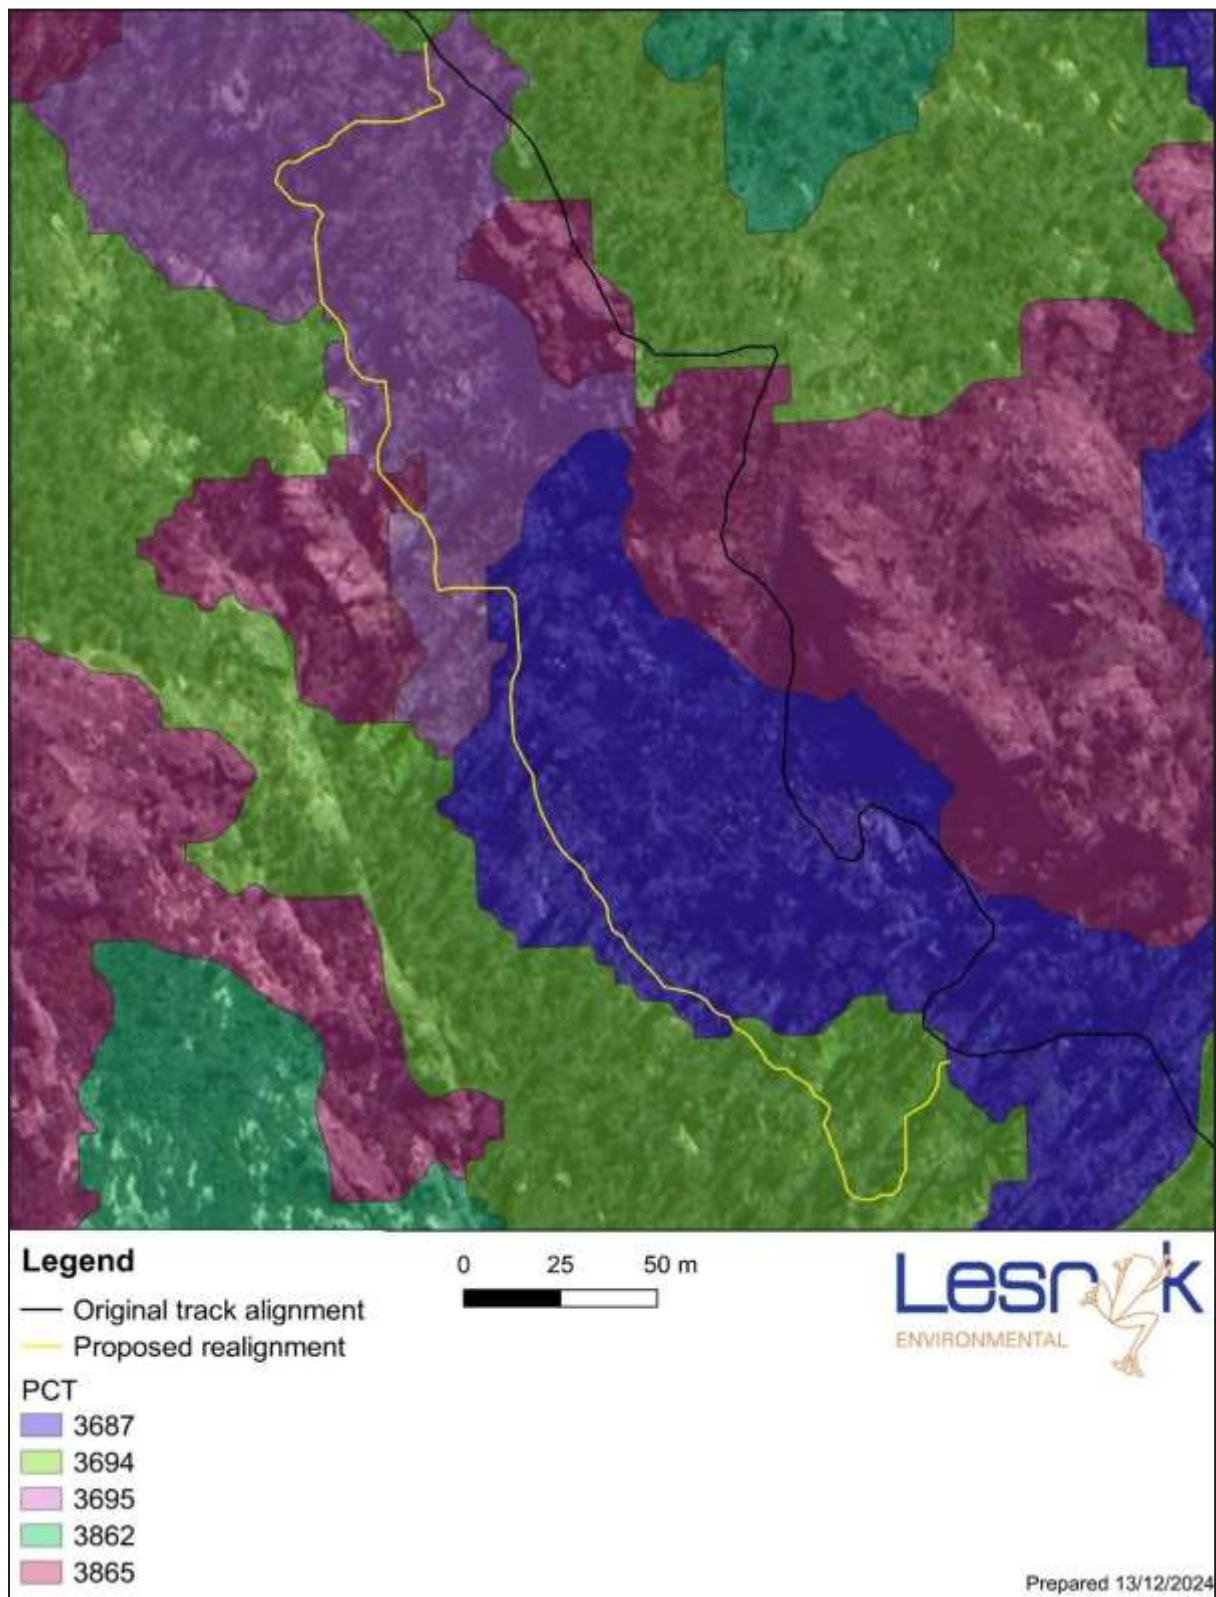 Legend
0 25 50 m
Original track alignment
Proposed realignment
PCT
3687
3694
3695
3862
3865
Lesryk
ENVIRONMENTAL
Prepared 13/12/2024